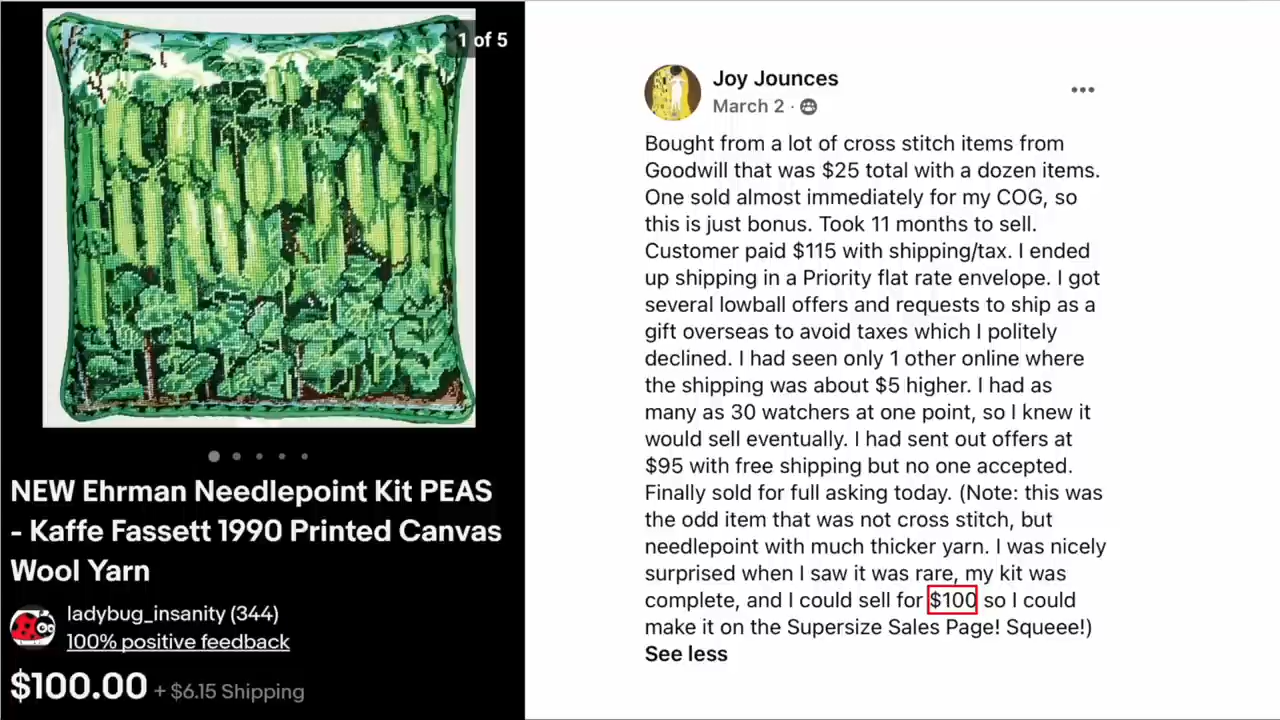 1 of 5
NEW Ehrman Needlepoint Kit PEAS
- Kaffe Fassett 1990 Printed Canvas
Wool Yarn
ladybug_insanity (344)
100% positive feedback
$100.00 + $6.15 Shipping
Joy Jounces
March 2 ·
Bought from a lot of cross stitch items from
Goodwill that was $25 total with a dozen items.
One sold almost immediately for my COG, so
this is just bonus. Took 11 months to sell.
Customer paid $115 with shipping/tax. I ended
up shipping in a Priority flat rate envelope. I got
several lowball offers and requests to ship as a
gift overseas to avoid taxes which I politely
declined. I had seen only 1 other online where
the shipping was about $5 higher. I had as
many as 30 watchers at one point, so I knew it
would sell eventually. I had sent out offers at
$95 with free shipping but no one accepted.
Finally sold for full asking today. (Note: this was
the odd item that was not cross stitch, but
needlepoint with much thicker yarn. I was nicely
surprised when I saw it was rare, my kit was
complete, and I could sell for $100 so I could
make it on the Supersize Sales Page! Squeee!)
See less